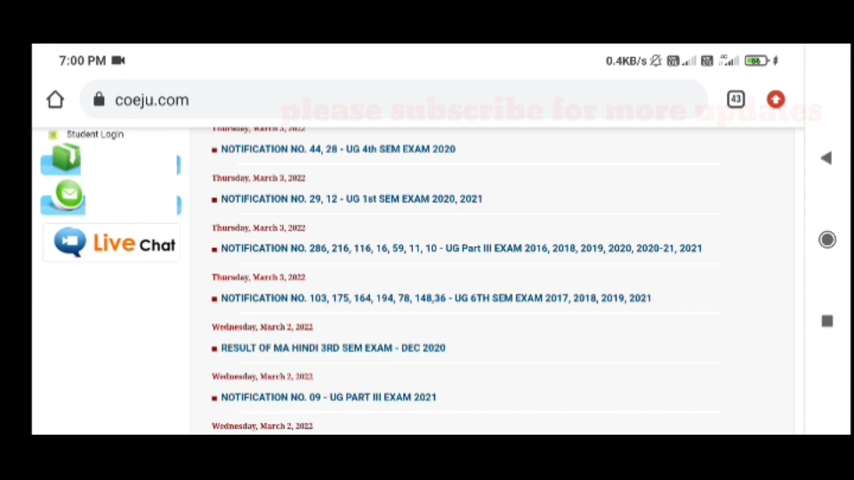 7:00 PM
0.4KB/s
66
coeju.com
43
please subscribe for more updates
Student Login
Thursday, March 3, 2022
NOTIFICATION NO. 44, 28 - UG 4th SEM EXAM 2020
Thursday, March 3, 2022
NOTIFICATION NO. 29, 12 - UG 1st SEM EXAM 2020, 2021
Thursday, March 3, 2022
NOTIFICATION NO. 286, 216, 116, 16, 59, 11, 10 - UG Part III EXAM 2016, 2018, 2019, 2020, 2020-21, 2021
Live Chat
Thursday, March 3, 2022
NOTIFICATION NO. 103, 175, 164, 194, 78, 148,36 - UG 6TH SEM EXAM 2017, 2018, 2019, 2021
Wednesday, March 2, 2022
RESULT OF MA HINDI 3RD SEM EXAM - DEC 2020
Wednesday, March 2, 2022
NOTIFICATION NO. 09 - UG PART III EXAM 2021
Wednesday, March 2, 2022